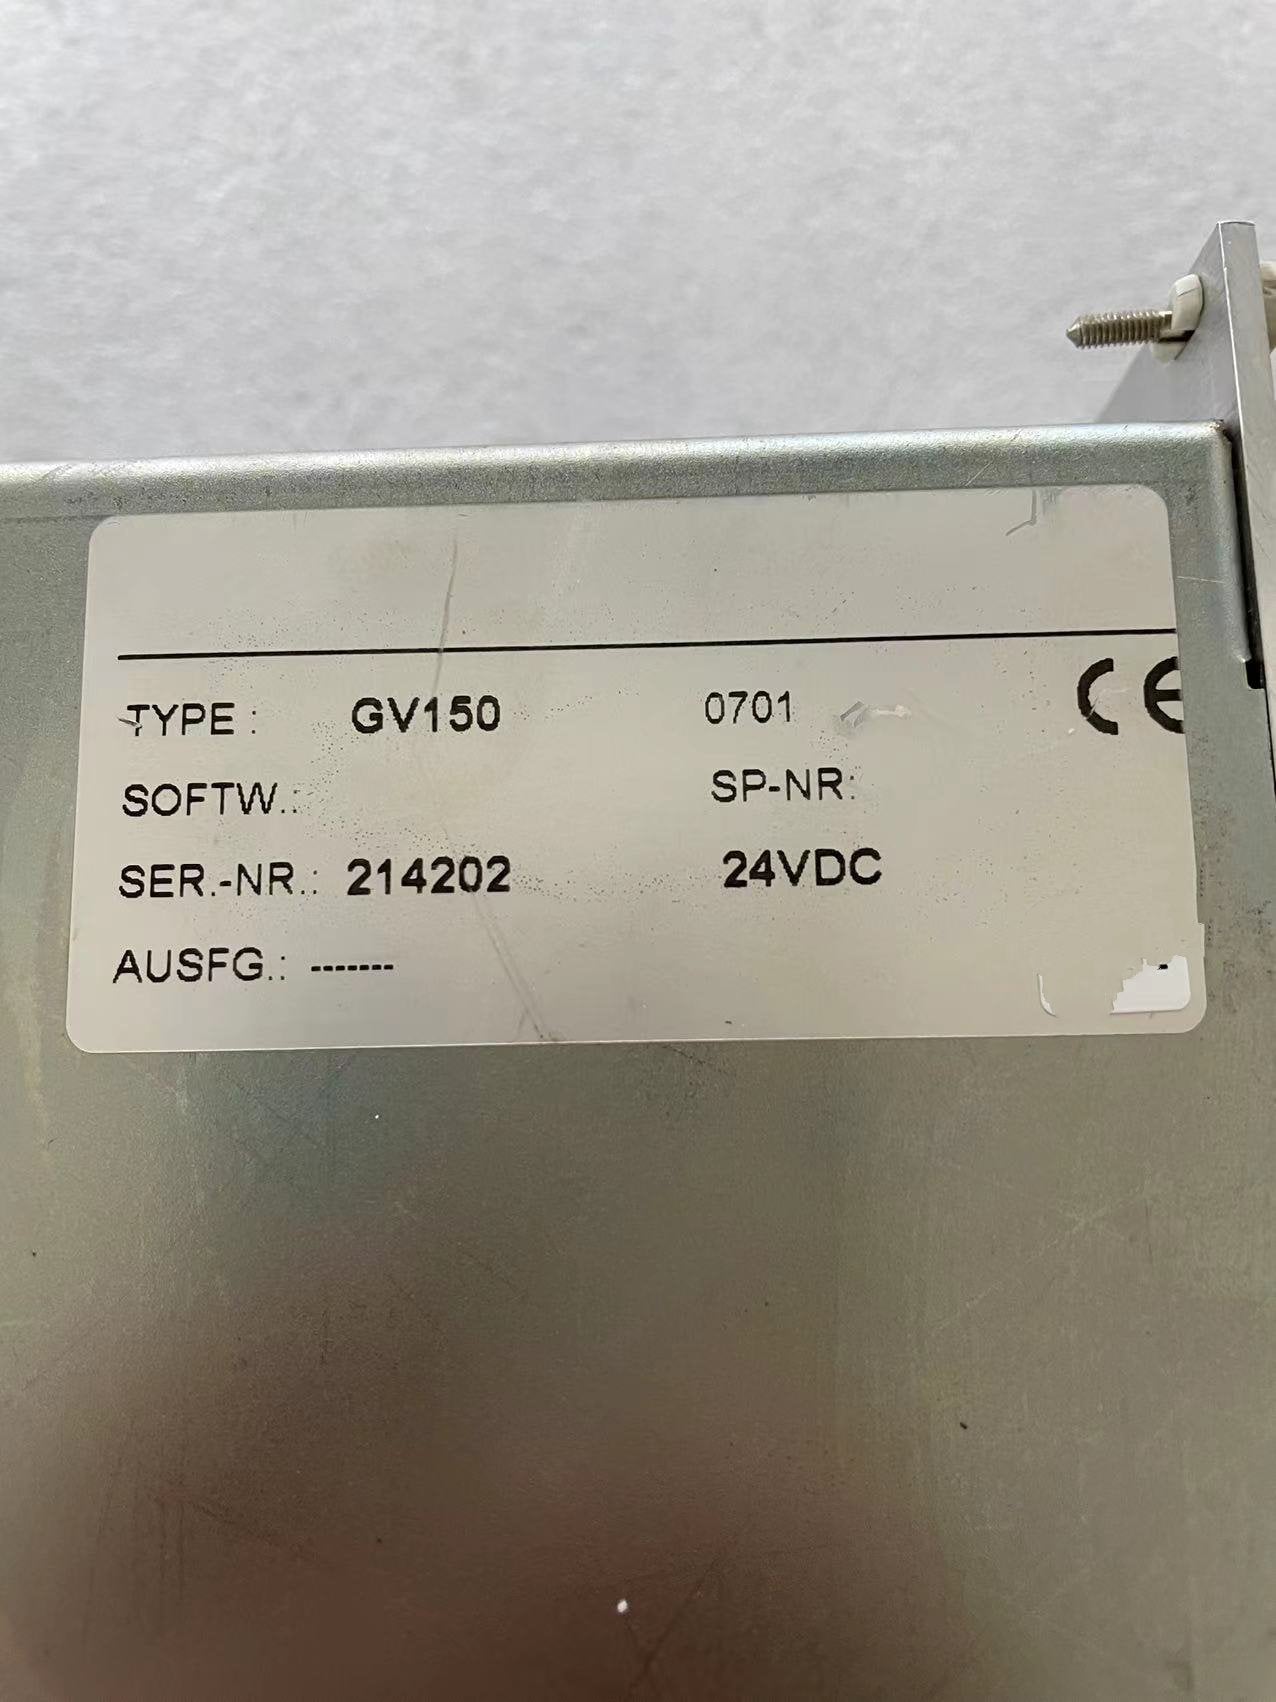 TYPE : GV150 0701 CE
SOFTW.: SP-NR:
SER.-NR.: 214202 24VDC
AUSFG.: -------